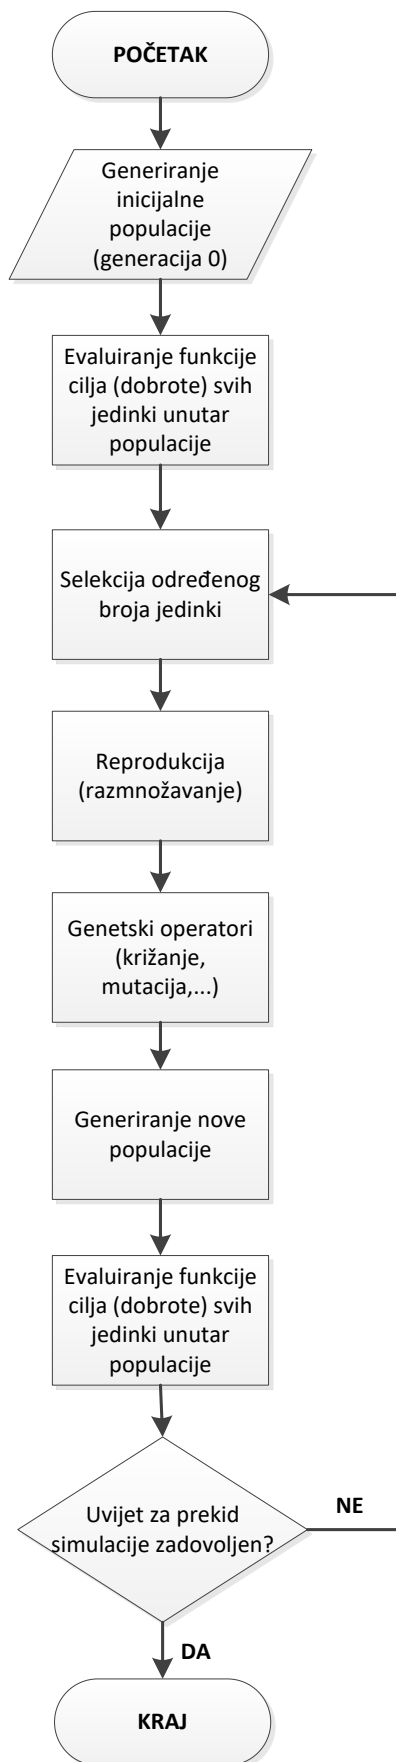 POČETAK
Generiranje
inicijalne
populacije
(generacija 0)
Evaluiranje funkcije
cilja (dobrote) svih
jedinki unutar
populacije
Selekcija određenog
broja jedinki
Reprodukcija
(razmnožavanje)
Genetski operatori
(križanje,
mutacija,...)
Generiranje nove
populacije
Evaluiranje funkcije
cilja (dobrote) svih
jedinki unutar
populacije
Uvijet za prekid
simulacije zadovoljen?
NE
DA
KRAJ